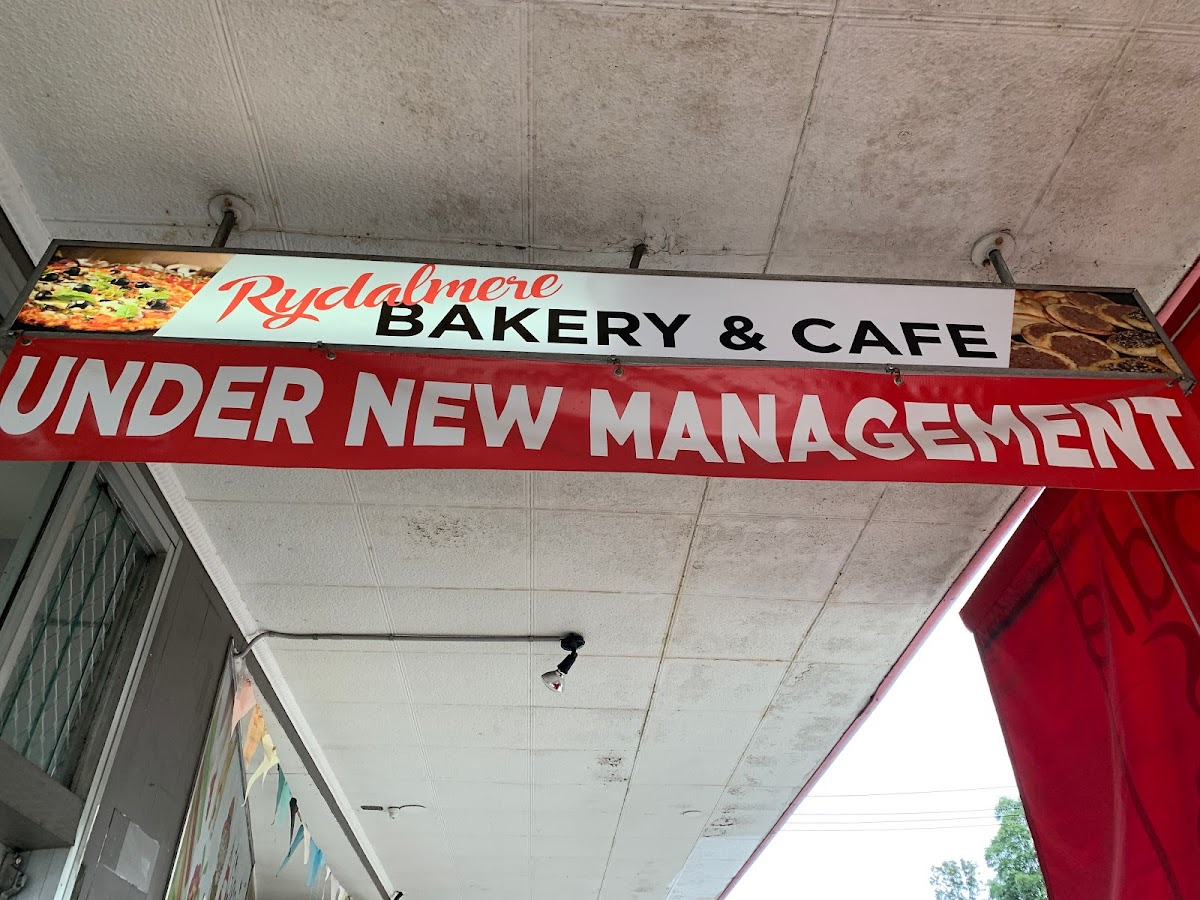 Rydalmere
BAKERY & CAFE
UNDER NEW MANAGEMENT